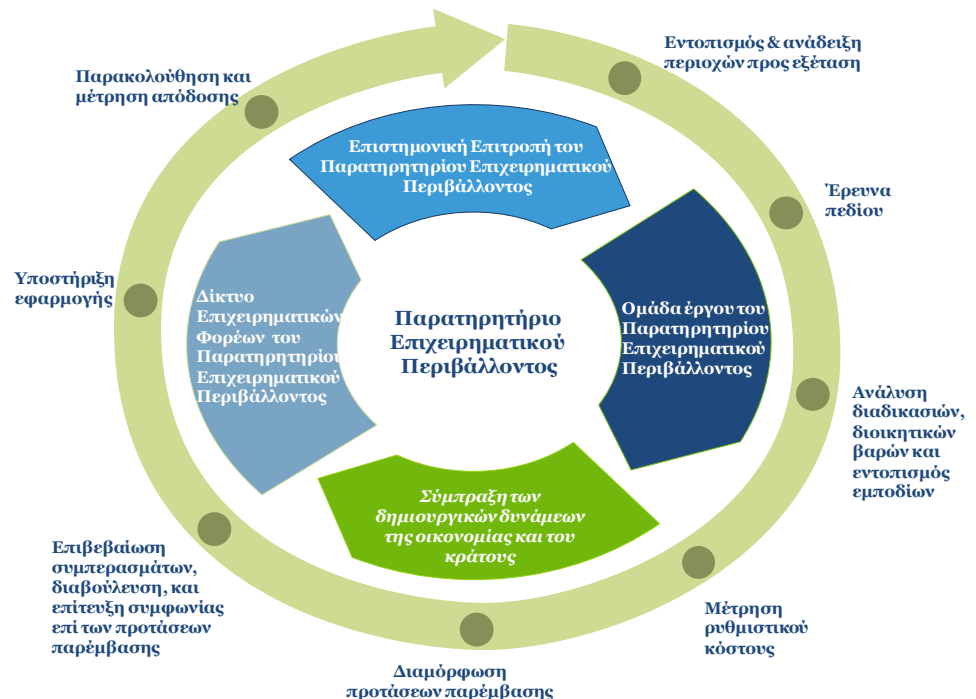 Εντοπισμός & ανάδειξη
περιοχών προς εξέταση
Παρακολούθηση και
μέτρηση απόδοσης
Επιστημονική Επιτροπή του
Παρατηρητηρίου Επιχειρηματικού
Περιβάλλοντος
Έρευνα
πεδίου
Υποστήριξη
εφαρμογής
Δίκτυο
Επιχειρηματικών
Φορέων του
Παρατηρητηρίου
Επιχειρηματικού
Περιβάλλοντος
Παρατηρητήριο
Επιχειρηματικού
Περιβάλλοντος
Ομάδα έργου του
Παρατηρητηρίου
Επιχειρηματικού
Περιβάλλοντος
Ανάλυση
διαδικασιών,
διοικητικών
βαρών και
εντοπισμός
εμποδίων
Σύμπραξη των
δημιουργικών δυνάμεων
της οικονομίας και του
κράτους
Επιβεβαίωση
συμπερασμάτων,
διαβούλευση, και
επίτευξη συμφωνίας
επί των προτάσεων
παρέμβασης
Μέτρηση
ρυθμιστικού
κόστους
Διαμόρφωση
προτάσεων παρέμβασης